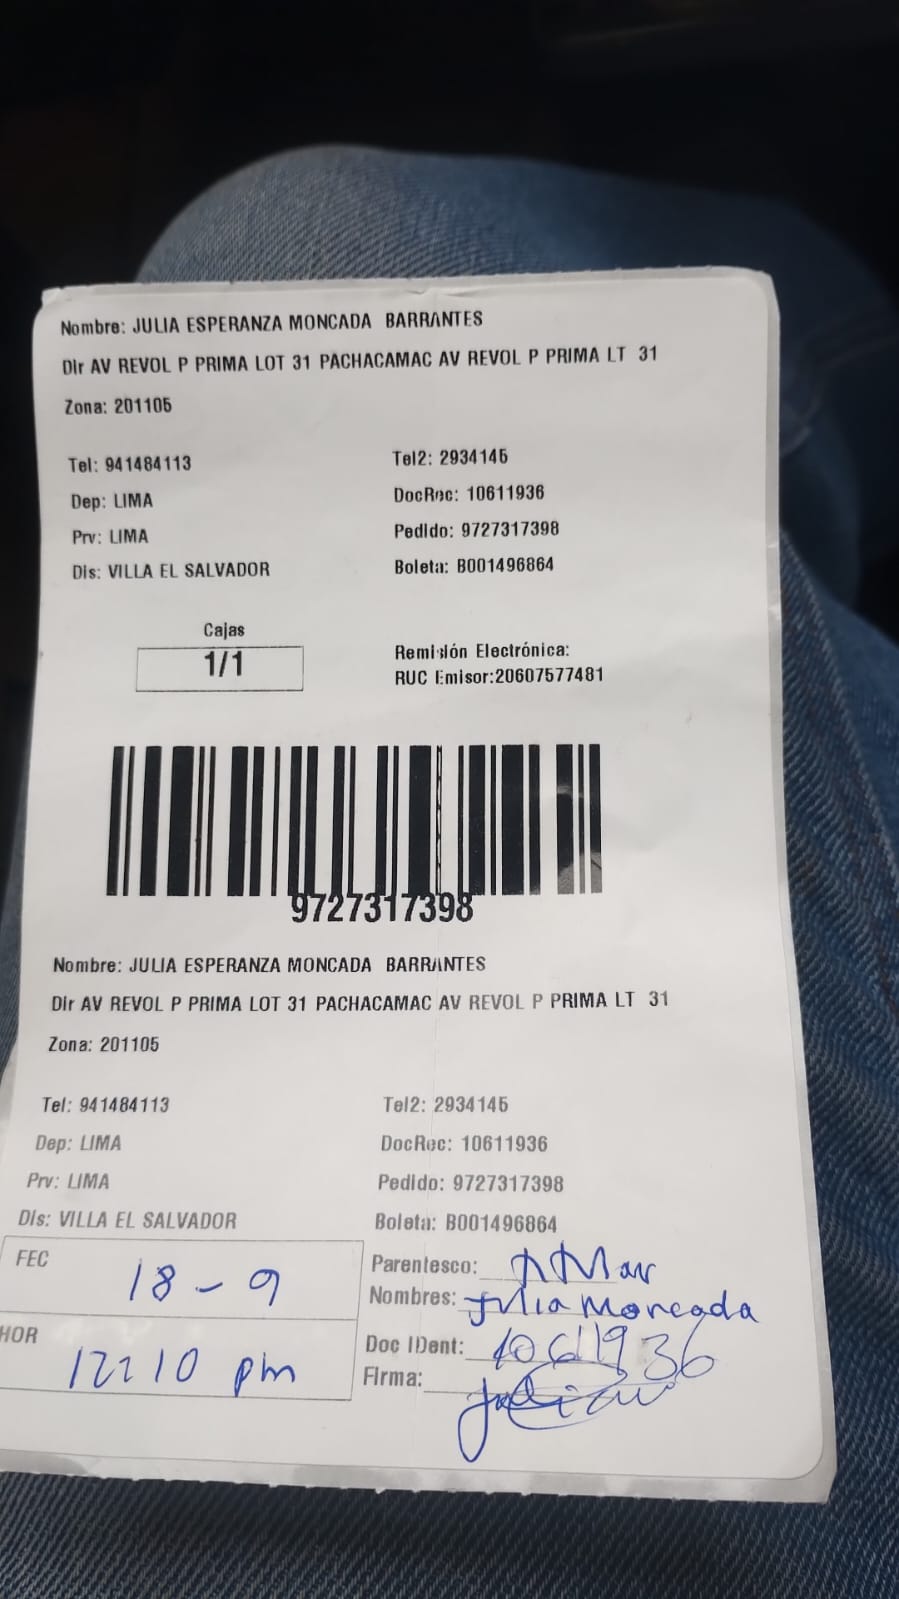 Nombre: JULIA ESPERANZA MONCADA BARRANTES
Dir AV REVOL P PRIMA LOT 31 PACHACAMAC AV REVOL P PRIMA LT 31
Zona: 201105
Tel: 941484113 Tel2: 2934145
Dep: LIMA DocRec: 10611936
Prv: LIMA Pedido: 9727317398
Dis: VILLA EL SALVADOR Boleta: B001496864
Cajas
1/1
Remisión Electrónica:
RUC Emisor:20607577481
9727317398
Nombre: JULIA ESPERANZA MONCADA BARRANTES
Dir AV REVOL P PRIMA LOT 31 PACHACAMAC AV REVOL P PRIMA LT 31
Zona: 201105
Tel: 941484113 Tel2: 2934145
Dep: LIMA DocRec: 10611936
Prv: LIMA Pedido: 9727317398
Dis: VILLA EL SALVADOR Boleta: B001496864
FEC 18-9 Parentesco:
Nombres: Julia Moncada
HOR 12:10 pm Doc IDent: 10611936
Firma: